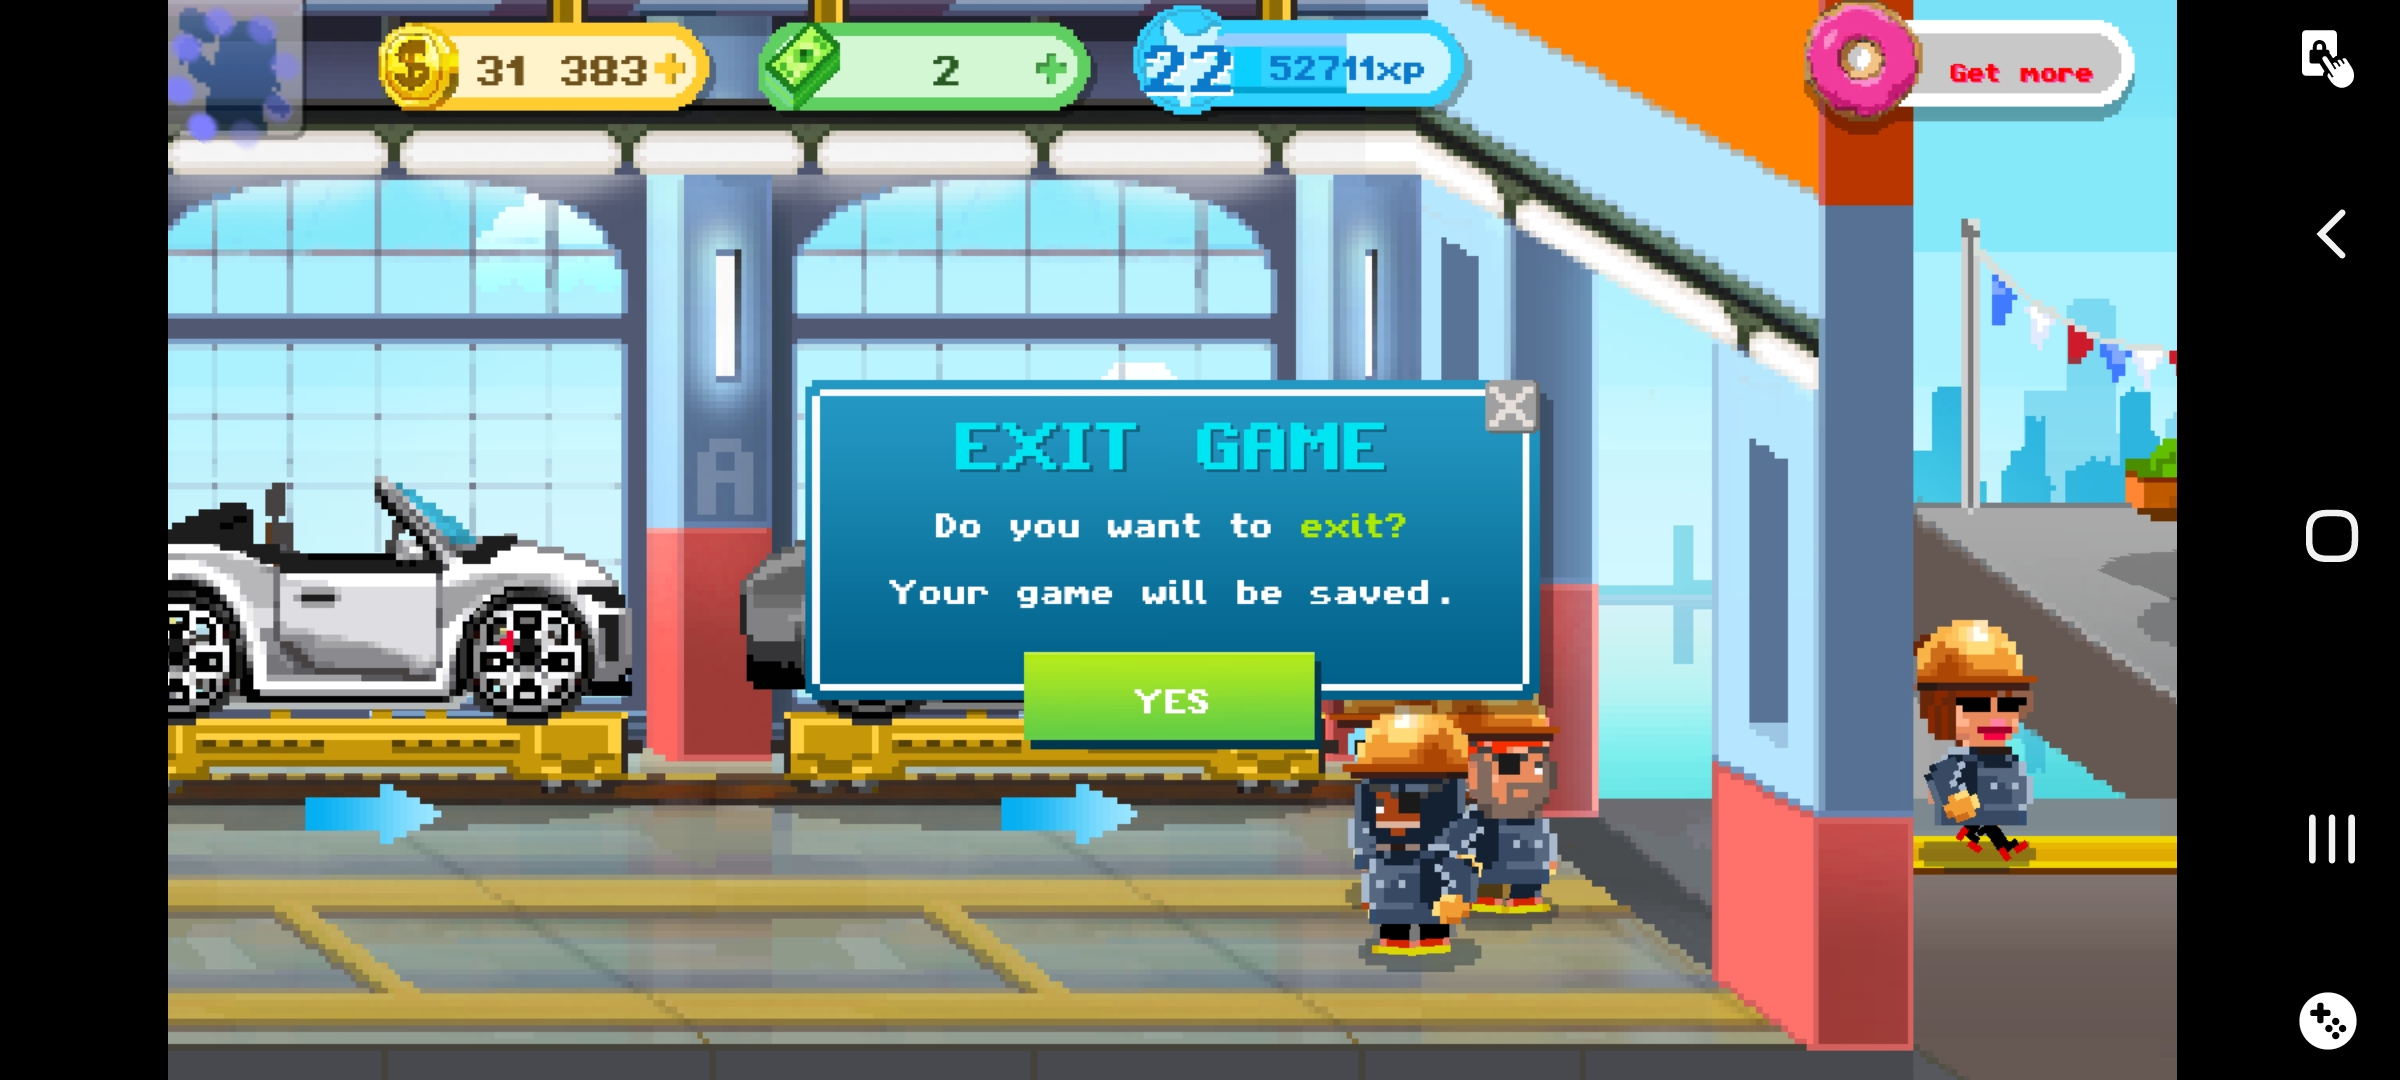 31 383 +
2 +
22 52711xp
Get more
A
EXIT GAME
Do you want to exit?
Your game will be saved.
YES